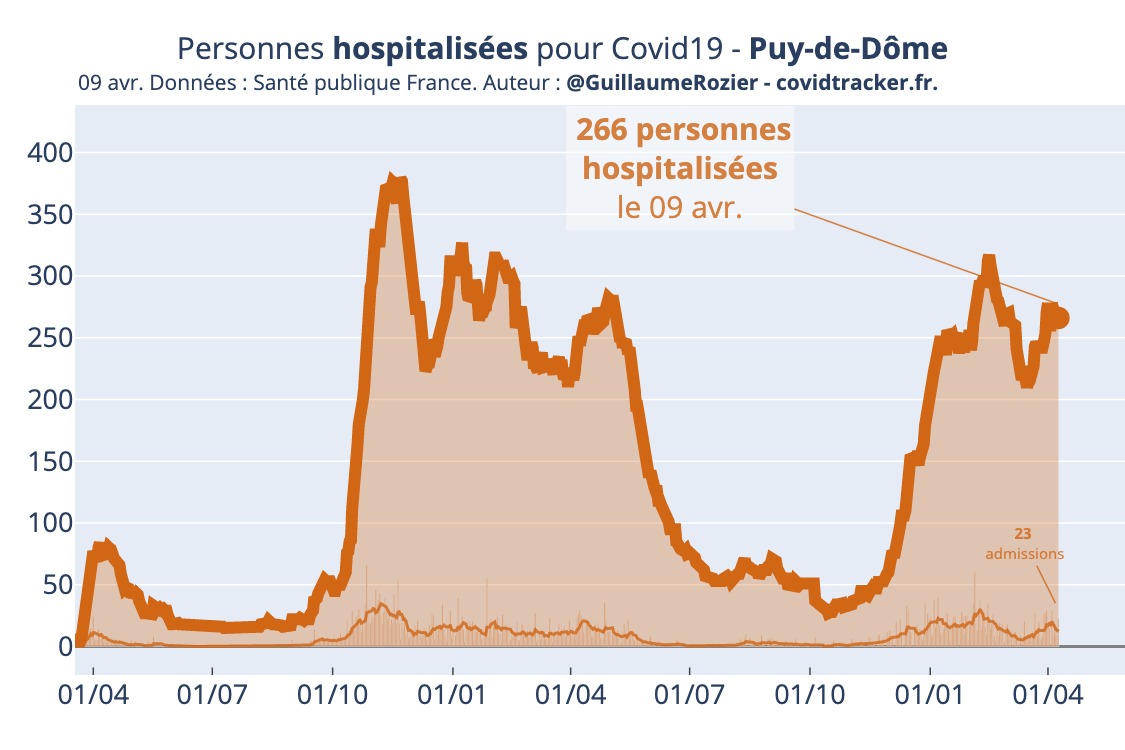 Personnes hospitalisées pour Covid19 - Puy-de-Dôme
09 avr. Données : Santé publique France. Auteur : @GuillaumeRozier - covidtracker.fr.
266 personnes
hospitalisées
le 09 avr.
400
350
300
250
200
150
100
50
0
23
admissions
01/04 01/07 01/10 01/01 01/04 01/07 01/10 01/01 01/04